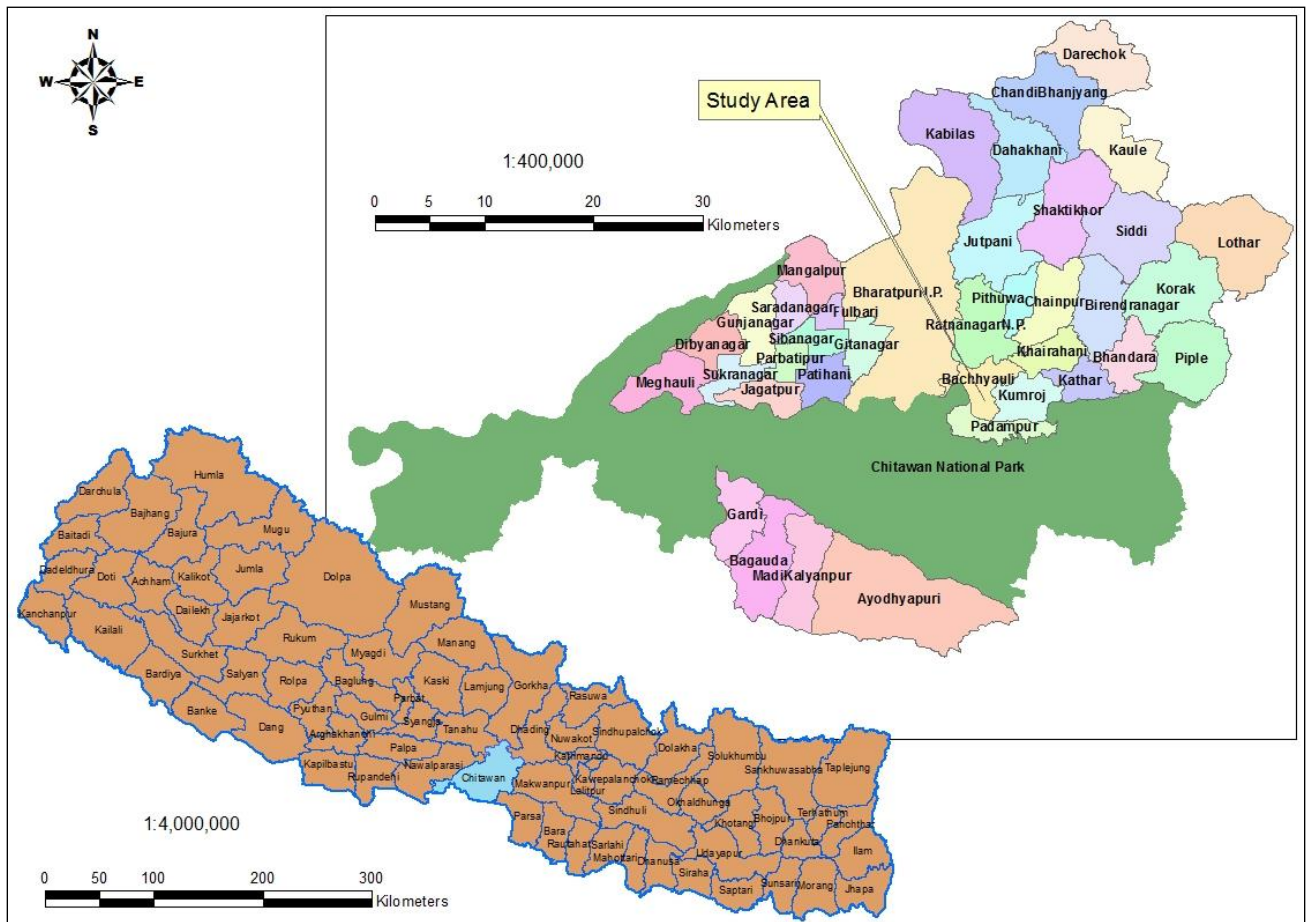 N
W
E
S
Study Area
1:400,000
0 5 10 20 30
Kilometers
Darechok
ChandiBhanjyang
Kabilas
Dahakhani
Kaule
Shaktikhor
Siddi
Lothar
Jutpani
Mangalpur
Korak
BharatpurN.P.
Pithuwa
Chainpur
Birendranagar
Saradanagar
Fulbari
Gunjanagar
RatnanagarN.P.
Dibyanagar
Sibanagar
Gitanagar
Khairahani
Parbatipur
Bhandara
Piple
Sukranagar
Patihani
Meghauli
Jagatpur
Bachhyauli
Kathar
Kumroj
Padampur
Chitawan National Park
Gardi
Bagauda
Madi
Kalyanpur
Ayodhyapuri
Humla
Darchula
Bajhang
Mugu
Baitadi
Bajura
Dadeldhura
Doti
Achham
Kalikot
Jumla
Dolpa
Kanchanpur
Dailekh
Jajarkot
Mustang
Kailali
Rukum
Manang
Surkhet
Myagdi
Bardiya
Salyan
Rolpa
Baglung
Kaski
Lamjung
Gorkha
Parbat
Rasuwa
Banke
Pyuthan
Gulmi
Syangja
Dang
Arghakhanchi
Tanahu
Dhading
Nuwakot
Sindhupalchok
Palpa
Kathmandu
Dolakha
Solukhumbu
Kapilbastu
Nawalparasi
Rupandehi
Chitawan
Makwanpur
Kawrepalanchok
Lalitpur
Ramechhap
Sankhuwasabha
Taplejung
Okhaldhunga
Parsa
Sindhuli
Khotang
Bhojpur
Terhathum
Panchthar
Bara
Rautahat
Sarlahi
Mahottari
Dhanusa
Udayapur
Dhankuta
Ilam
Siraha
Saptari
Sunsari
Morang
Jhapa
1:4,000,000
0 50 100 200 300
Kilometers